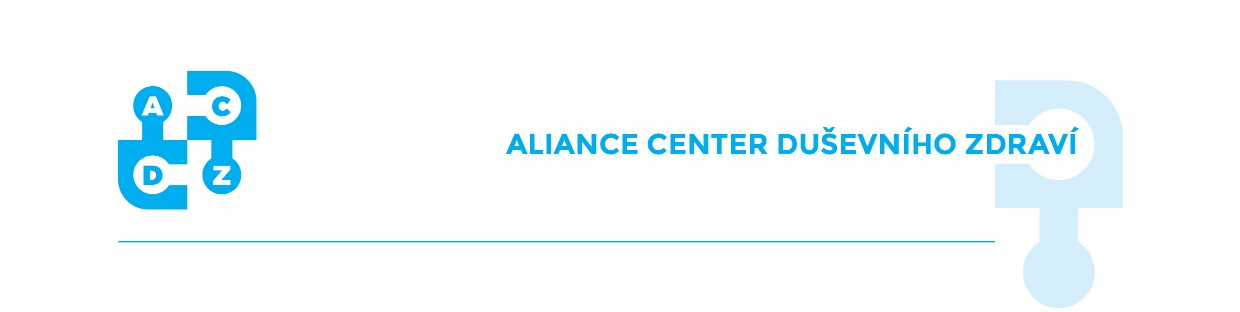 A C
D Z
ALIANCE CENTER DUŠEVNÍHO ZDRAVÍ